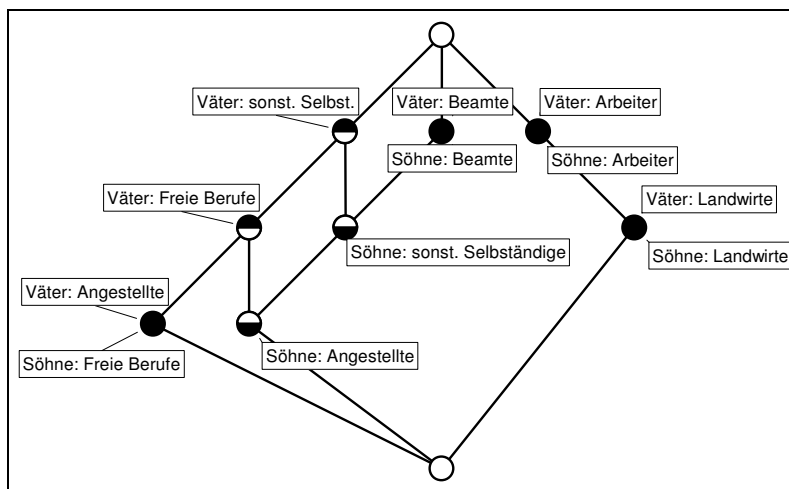 Väter: sonst. Selbst.
Väter: Beamte
Väter: Arbeiter
Söhne: Beamte
Söhne: Arbeiter
Väter: Freie Berufe
Väter: Landwirte
Söhne: sonst. Selbständige
Söhne: Landwirte
Väter: Angestellte
Söhne: Freie Berufe
Söhne: Angestellte